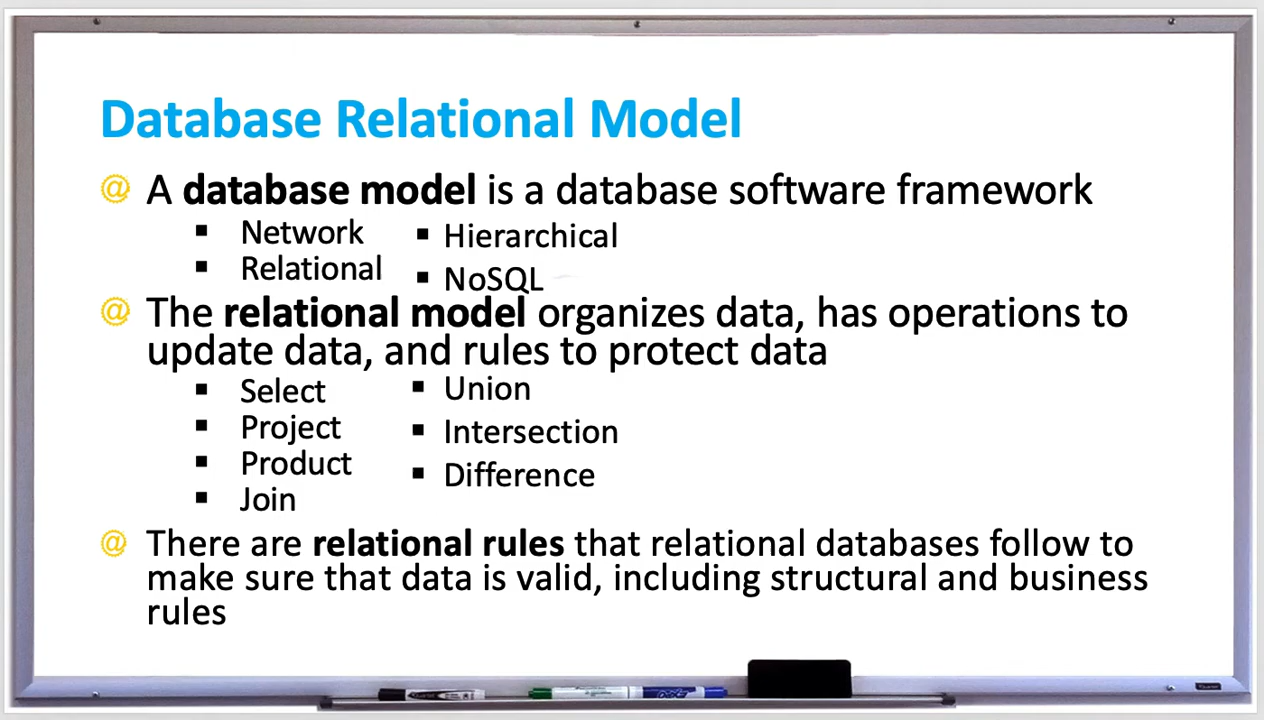 Database Relational Model
@ A database model is a database software framework
▪ Network
▪ Relational
▪ Hierarchical
▪ NoSQL
@ The relational model organizes data, has operations to
update data, and rules to protect data
▪ Select
▪ Project
▪ Product
▪ Join
▪ Union
▪ Intersection
▪ Difference
@ There are relational rules that relational databases follow to
make sure that data is valid, including structural and business
rules